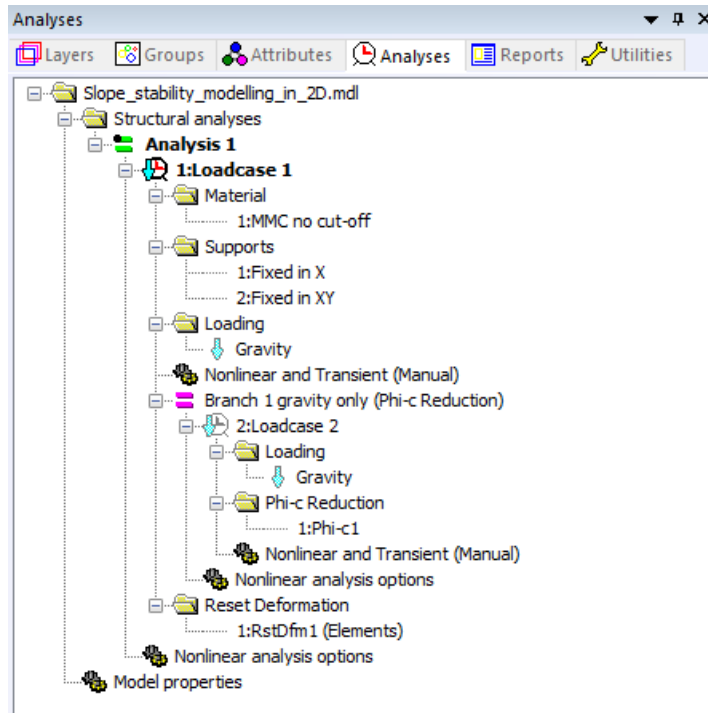 Analyses
Layers Groups Attributes Analyses Reports Utilities
Slope_stability_modelling_in_2D.mdl
Structural analyses
Analysis 1
1:Loadcase 1
Material
1:MMC no cut-off
Supports
1:Fixed in X
2:Fixed in XY
Loading
Gravity
Nonlinear and Transient (Manual)
Branch 1 gravity only (Phi-c Reduction)
2:Loadcase 2
Loading
Gravity
Phi-c Reduction
1:Phi-c1
Nonlinear and Transient (Manual)
Nonlinear analysis options
Reset Deformation
1:RstDfm1 (Elements)
Nonlinear analysis options
Model properties